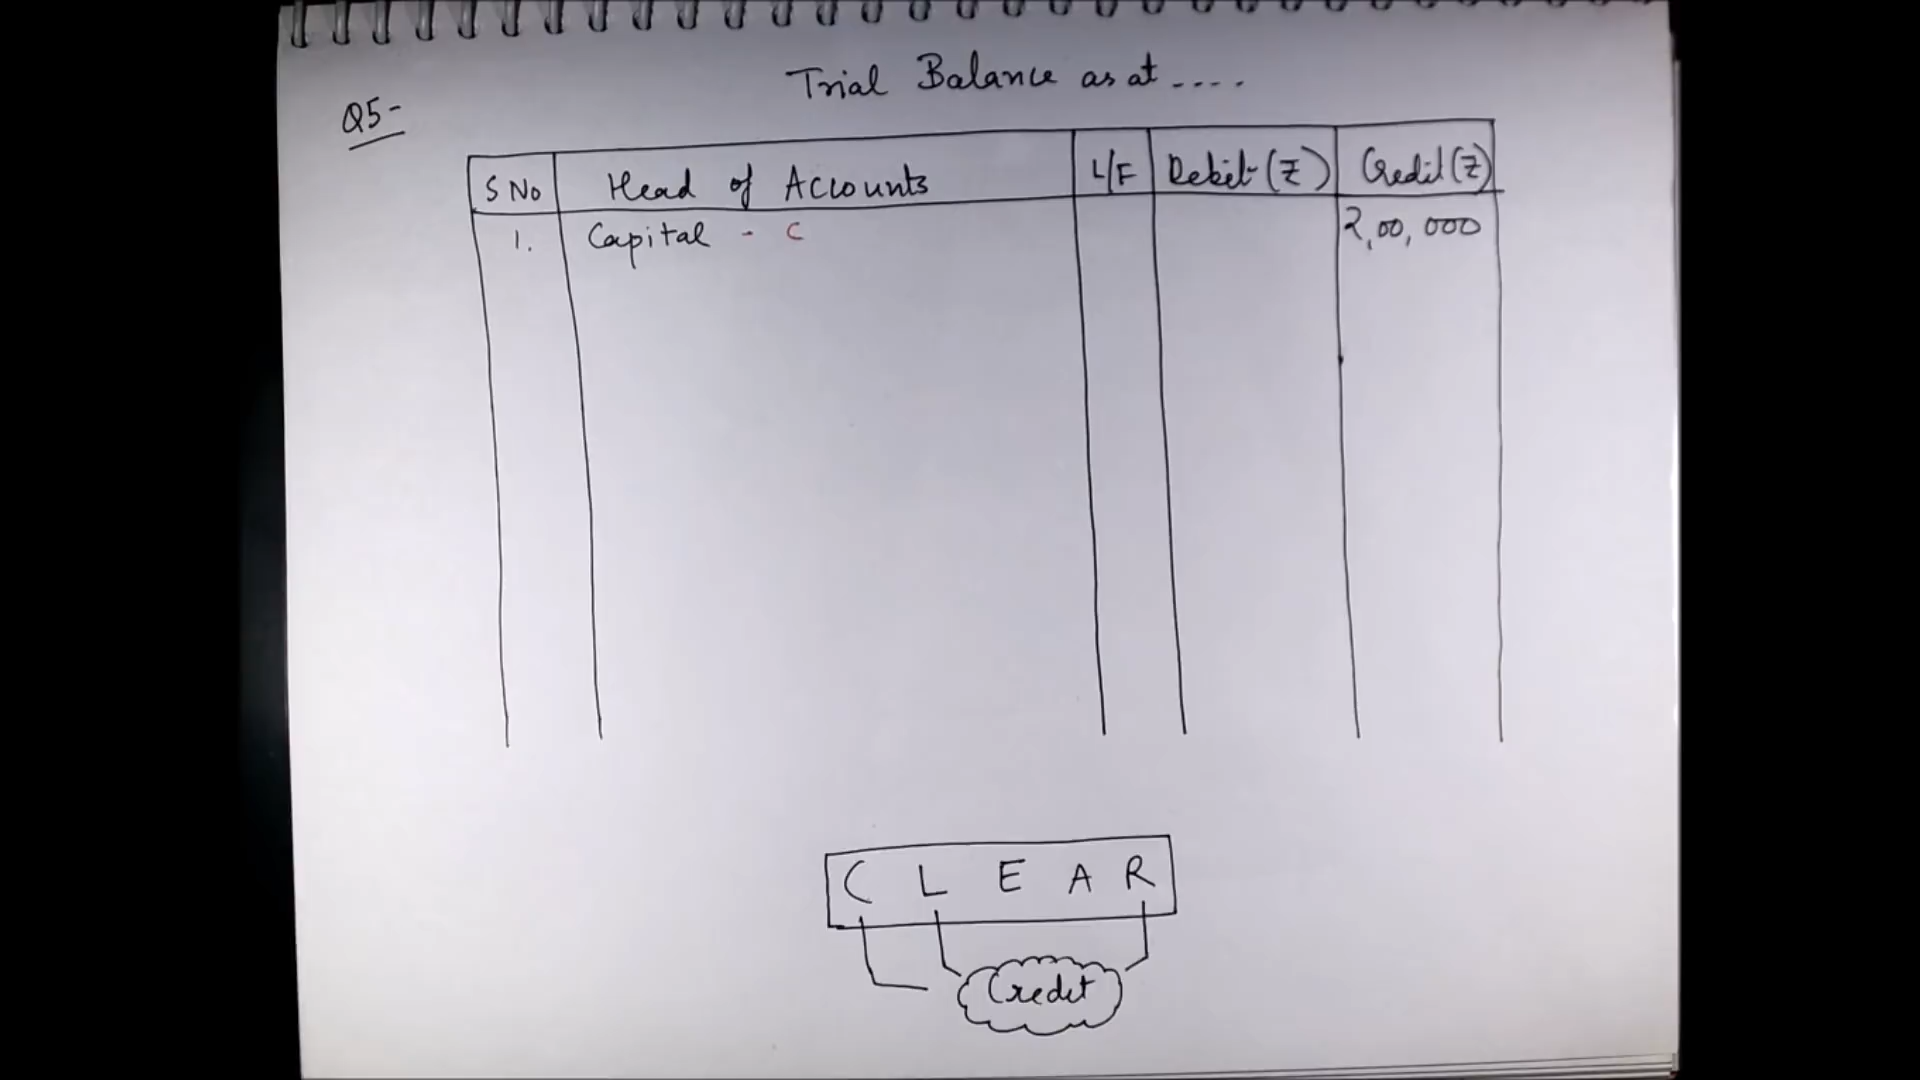 Trial Balance as at ....
Q5-
S No Head of Accounts L/F Debit (₹) Credit (₹)
1. Capital - C 2,00,000
C L E A R
Credit